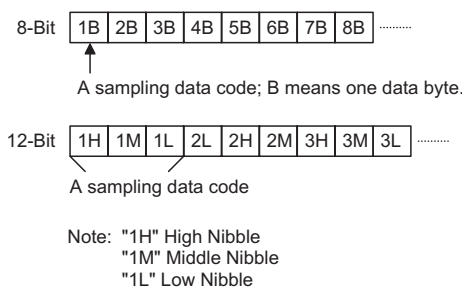 8-Bit 1B 2B 3B 4B 5B 6B 7B 8B ..........
A sampling data code; B means one data byte.
12-Bit 1H 1M 1L 2L 2H 2M 3H 3M 3L ..........
A sampling data code
Note: "1H" High Nibble
"1M" Middle Nibble
"1L" Low Nibble